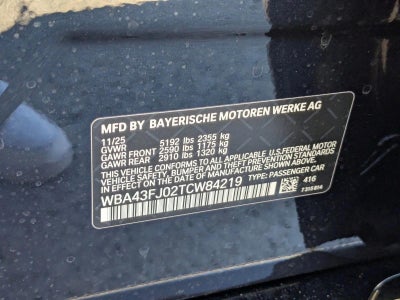 MFD BY BAYERISCHE MOTOREN WERKE AG
11/25
GVWR 5192 lbs 2355 kg
GAWR FRONT 2590 lbs 1175 kg
GAWR REAR 2910 lbs 1320 kg
THIS VEHICLE CONFORMS TO ALL APPLICABLE U.S. FEDERAL MOTOR
VEHICLE SAFETY, BUMPER, AND THEFT PREVENTION STANDARDS IN
EFFECT ON THE DATE OF MANUFACTURE SHOWN ABOVE.
WBA43FJ02TCW84219 TYPE: PASSENGER CAR
416